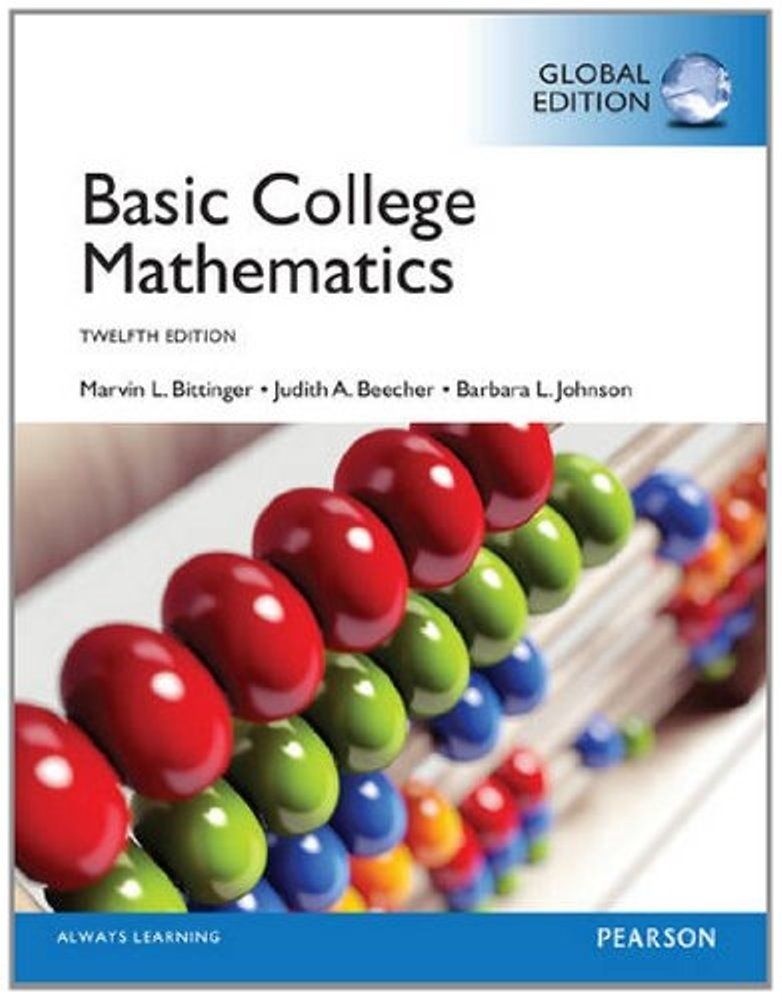 GLOBAL
EDITION
Basic College
Mathematics
TWELFTH EDITION
Marvin L. Bittinger • Judith A. Beecher • Barbara L. Johnson
ALWAYS LEARNING
PEARSON